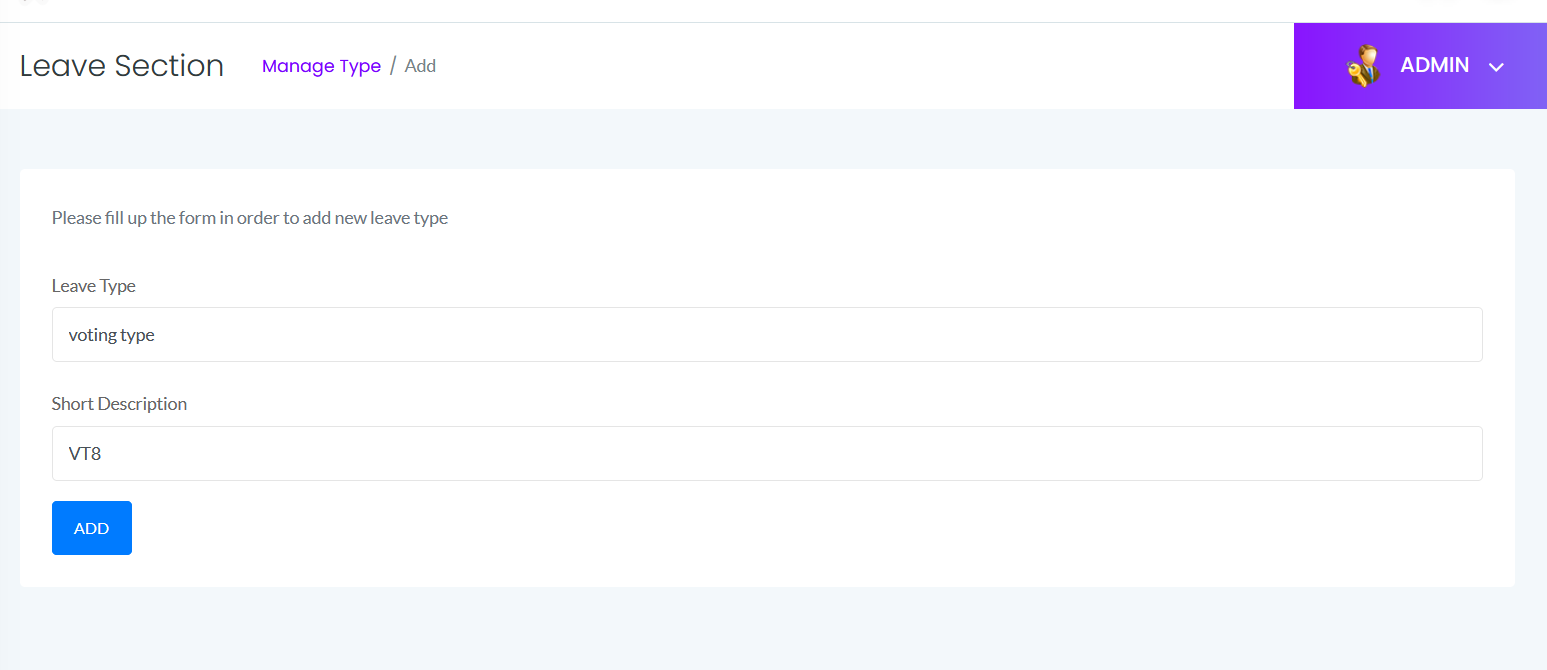 Leave Section
Manage Type / Add
ADMIN
Please fill up the form in order to add new leave type
Leave Type
voting type
Short Description
VT8
ADD